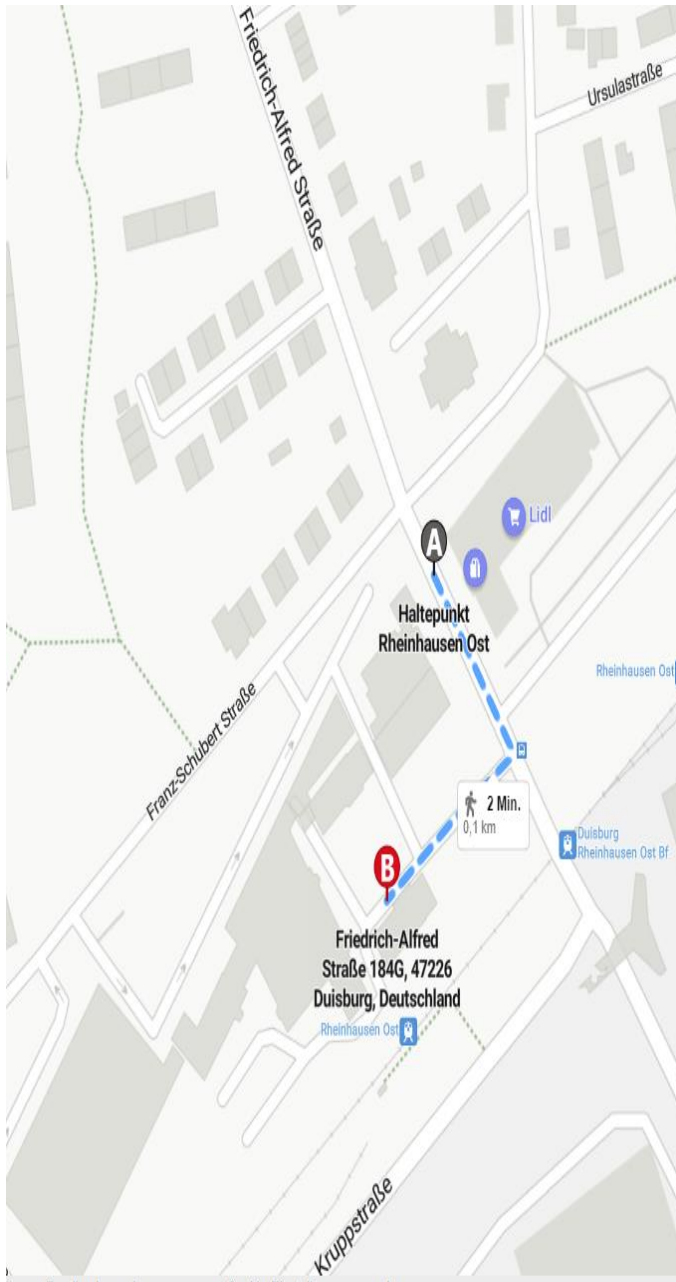 Friedrich-Alfred Straße
Ursulastraße
Lidl
A
Haltepunkt
Rheinhausen Ost
Rheinhausen Ost
Franz-Schubert Straße
2 Min.
0,1 km
Duisburg
Rheinhausen Ost Bf
B
Friedrich-Alfred
Straße 184G, 47226
Duisburg, Deutschland
Rheinhausen Ost
Kruppstraße